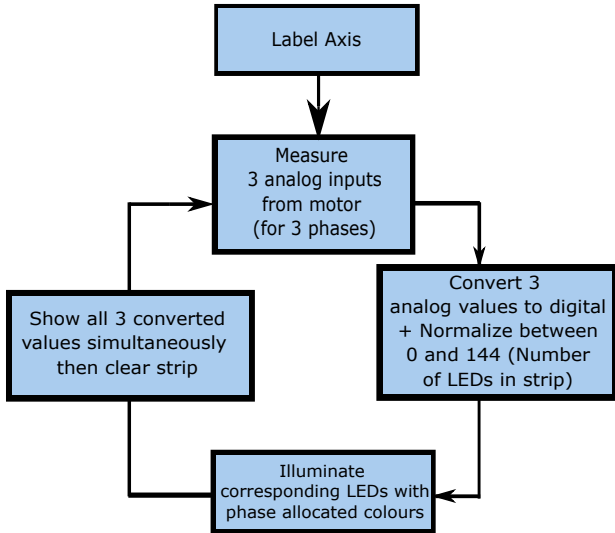 Label Axis
Measure
3 analog inputs
from motor
(for 3 phases)
Convert 3
analog values to digital
+ Normalize between
0 and 144 (Number
of LEDs in strip)
Illuminate
corresponding LEDs with
phase allocated colours
Show all 3 converted
values simultaneously
then clear strip